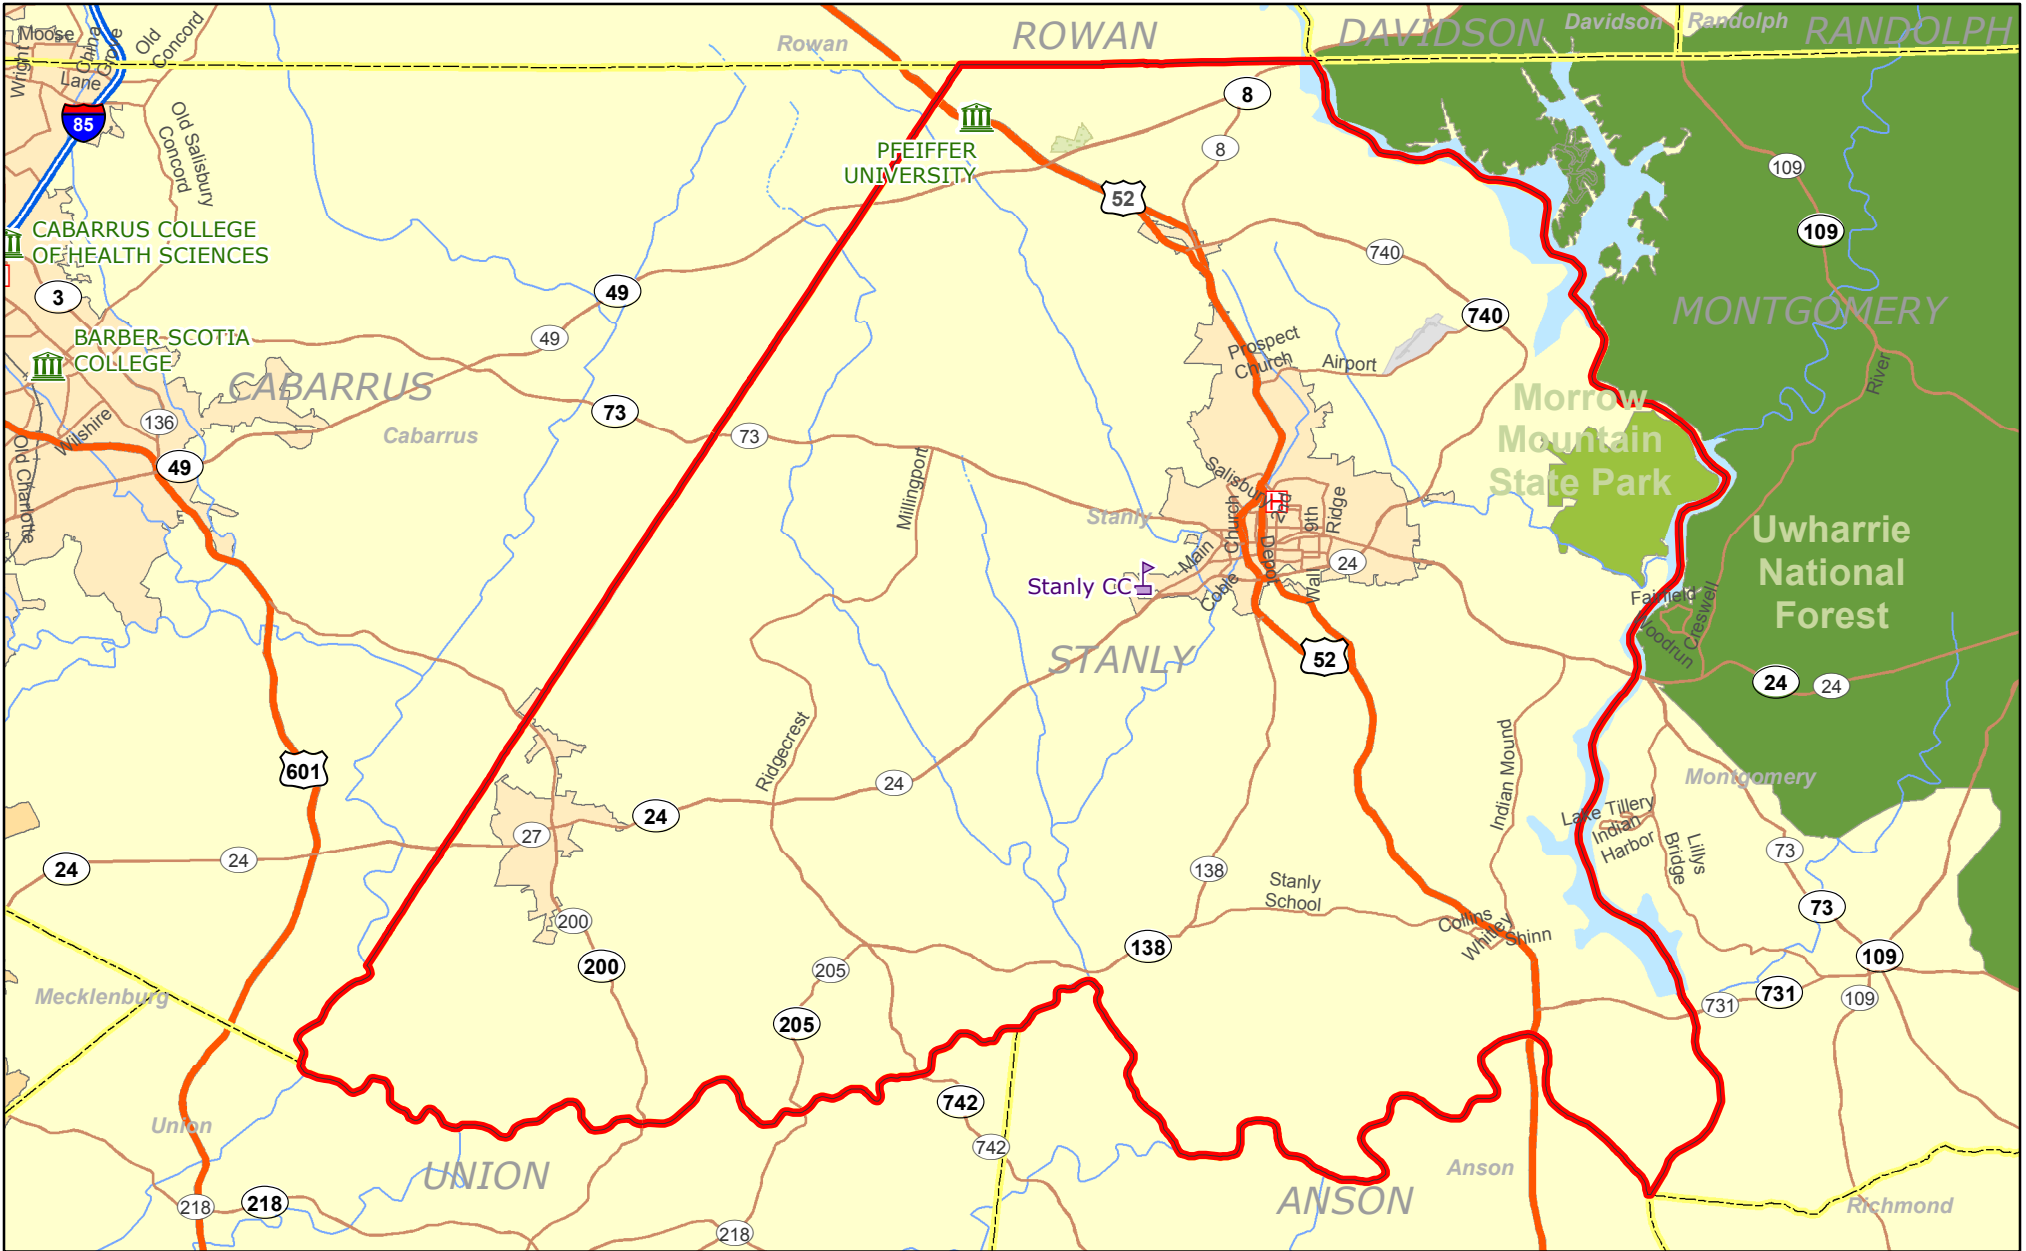 ROWAN
DAVIDSON
Davidson
Randolph
RANDOLPH
Rowan
Moose
Wright
China
Grove
Lane
Old
Concord
85
Old Salisbury
Concord
8
8
PFEIFFER
UNIVERSITY
52
109
109
CABARRUS COLLEGE
OF HEALTH SCIENCES
3
49
49
740
740
MONTGOMERY
BARBER SCOTIA
COLLEGE
Prospect
Church
Airport
River
CABARRUS
Cabarrus
73
73
136
Wilshire
49
Old Charlotte
Morrow
Mountain
State Park
Millingport
Salisbury
2nd
Church
9th
Ridge
Stanly
Main
Depot
24
Wall
Coble
Stanly CC
Uwharrie
National
Forest
Fairfield
Creswell
Woodrun
STANLY
52
24
24
601
Ridgecrest
Indian Mound
24
24
27
24
24
Montgomery
Lake Tillery
Indian
Harbor
Lillys
Bridge
73
73
138
Stanly
School
Collins
Whitley
Shinn
200
200
138
205
205
109
109
731
731
Mecklenburg
742
742
Union
UNION
218
218
218
ANSON
Anson
Richmond